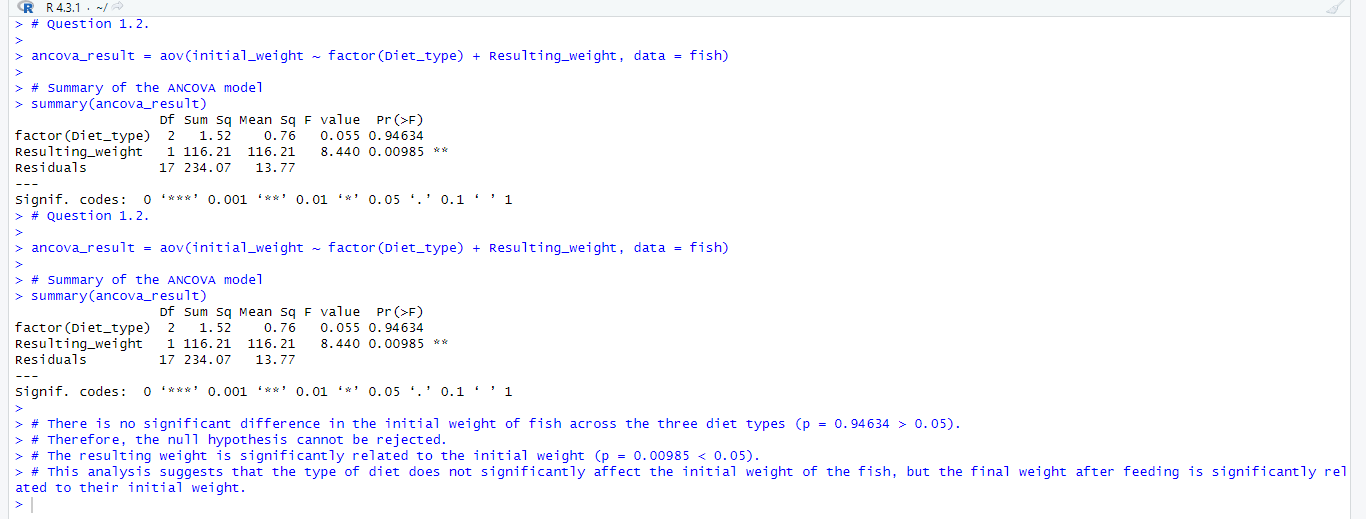 R 4.3.1 · ~/
> # Question 1.2.
>
> ancova_result = aov(initial_weight ~ factor(Diet_type) + Resulting_weight, data = fish)
>
> # Summary of the ANCOVA model
> summary(ancova_result)
                  Df Sum Sq Mean Sq F value  Pr(>F)
factor(Diet_type)  2   1.52    0.76   0.055 0.94634
Resulting_weight   1 116.21  116.21   8.440 0.00985 **
Residuals         17 234.07   13.77
---
Signif. codes:  0 ‘***’ 0.001 ‘**’ 0.01 ‘*’ 0.05 ‘.’ 0.1 ‘ ’ 1
> # Question 1.2.
>
> ancova_result = aov(initial_weight ~ factor(Diet_type) + Resulting_weight, data = fish)
>
> # Summary of the ANCOVA model
> summary(ancova_result)
                  Df Sum Sq Mean Sq F value  Pr(>F)
factor(Diet_type)  2   1.52    0.76   0.055 0.94634
Resulting_weight   1 116.21  116.21   8.440 0.00985 **
Residuals         17 234.07   13.77
---
Signif. codes:  0 ‘***’ 0.001 ‘**’ 0.01 ‘*’ 0.05 ‘.’ 0.1 ‘ ’ 1
>
> # There is no significant difference in the initial weight of fish across the three diet types (p = 0.94634 > 0.05).
> # Therefore, the null hypothesis cannot be rejected.
> # The resulting weight is significantly related to the initial weight (p = 0.00985 < 0.05).
> # This analysis suggests that the type of diet does not significantly affect the initial weight of the fish, but the final weight after feeding is significantly rel
ated to their initial weight.
>